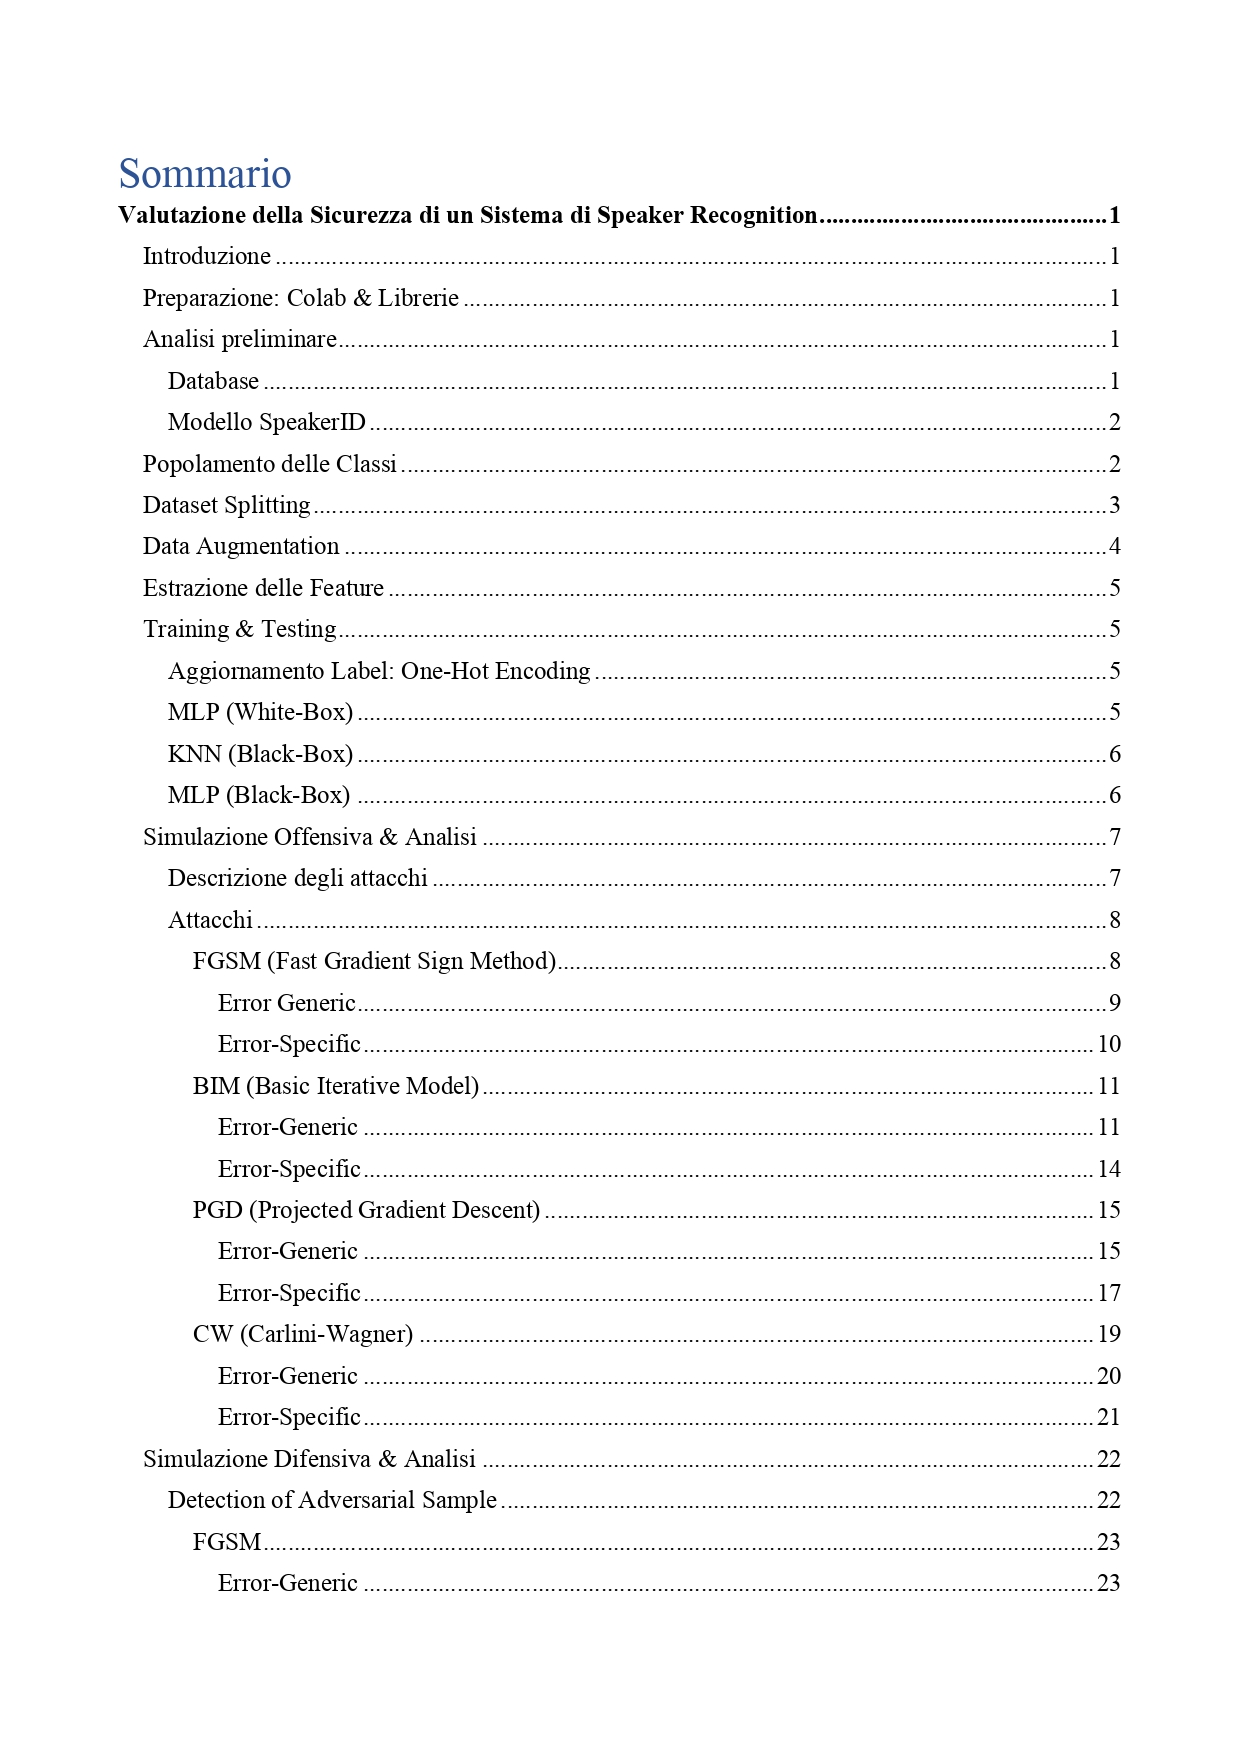 Sommario
Valutazione della Sicurezza di un Sistema di Speaker Recognition 1
Introduzione 1
Preparazione: Colab & Librerie 1
Analisi preliminare 1
Database 1
Modello SpeakerID 2
Popolamento delle Classi 2
Dataset Splitting 3
Data Augmentation 4
Estrazione delle Feature 5
Training & Testing 5
Aggiornamento Label: One-Hot Encoding 5
MLP (White-Box) 5
KNN (Black-Box) 6
MLP (Black-Box) 6
Simulazione Offensiva & Analisi 7
Descrizione degli attacchi 7
Attacchi 8
FGSM (Fast Gradient Sign Method) 8
Error Generic 9
Error-Specific 10
BIM (Basic Iterative Model) 11
Error-Generic 11
Error-Specific 14
PGD (Projected Gradient Descent) 15
Error-Generic 15
Error-Specific 17
CW (Carlini-Wagner) 19
Error-Generic 20
Error-Specific 21
Simulazione Difensiva & Analisi 22
Detection of Adversarial Sample 22
FGSM 23
Error-Generic 23